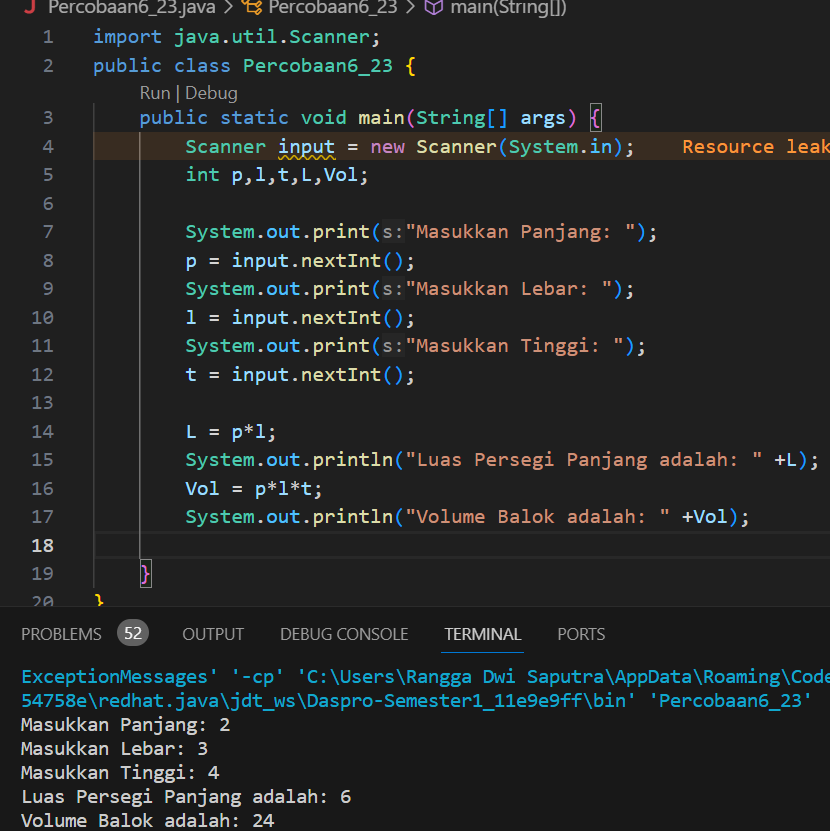 Percobaan6_23.java > Percobaan6_23 > main(String[])
1 import java.util.Scanner;
2 public class Percobaan6_23 {
Run | Debug
3 public static void main(String[] args) {
4 Scanner input = new Scanner(System.in); Resource leak
5 int p,l,t,L,Vol;
6
7 System.out.print(s:"Masukkan Panjang: ");
8 p = input.nextInt();
9 System.out.print(s:"Masukkan Lebar: ");
10 l = input.nextInt();
11 System.out.print(s:"Masukkan Tinggi: ");
12 t = input.nextInt();
13
14 L = p*l;
15 System.out.println("Luas Persegi Panjang adalah: " +L);
16 Vol = p*l*t;
17 System.out.println("Volume Balok adalah: " +Vol);
18
19 }
20 }
PROBLEMS 52 OUTPUT DEBUG CONSOLE TERMINAL PORTS
ExceptionMessages' '-cp' 'C:\Users\Rangga Dwi Saputra\AppData\Roaming\Code
54758e\redhat.java\jdt_ws\Daspro-Semester1_11e9e9ff\bin' 'Percobaan6_23'
Masukkan Panjang: 2
Masukkan Lebar: 3
Masukkan Tinggi: 4
Luas Persegi Panjang adalah: 6
Volume Balok adalah: 24